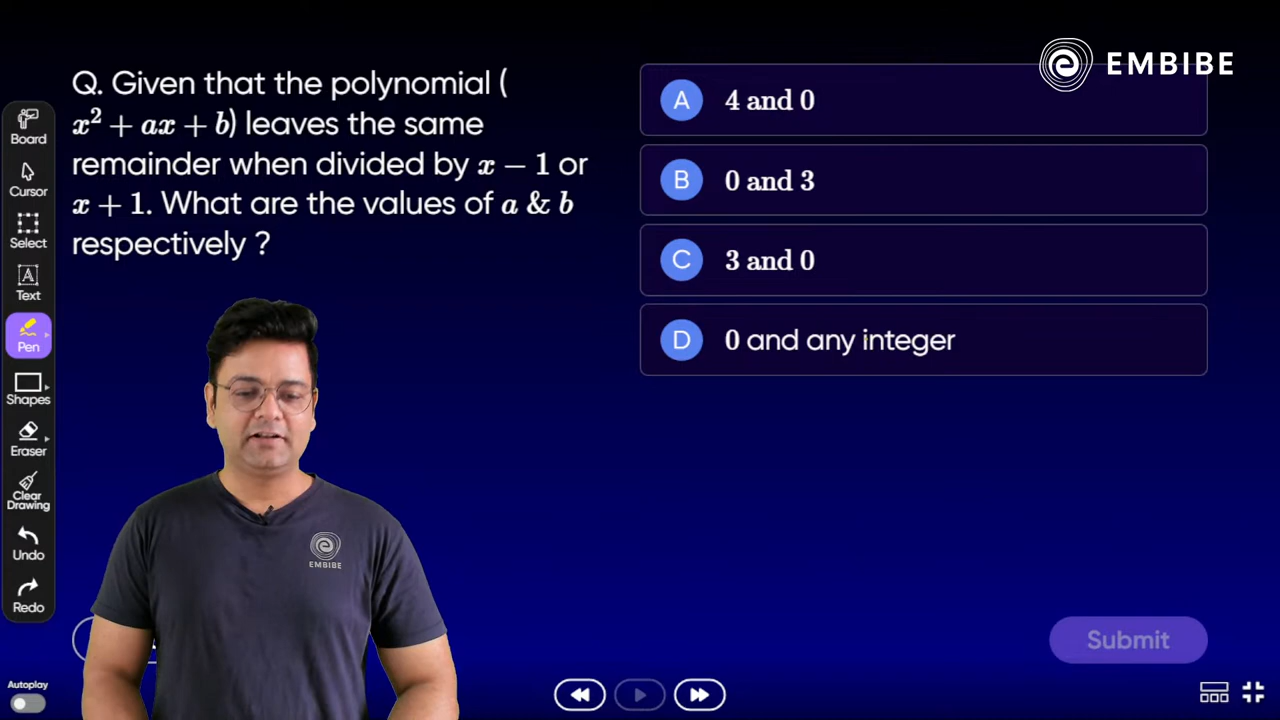 EMBIBE
Q. Given that the polynomial (
x² + ax + b) leaves the same
remainder when divided by x − 1 or
x + 1. What are the values of a & b
respectively ?
A 4 and 0
B 0 and 3
C 3 and 0
D 0 and any integer
Board
Cursor
Select
A
Text
Pen
Shapes
Eraser
Clear
Drawing
Undo
Redo
EMBIBE
Submit
Autoplay